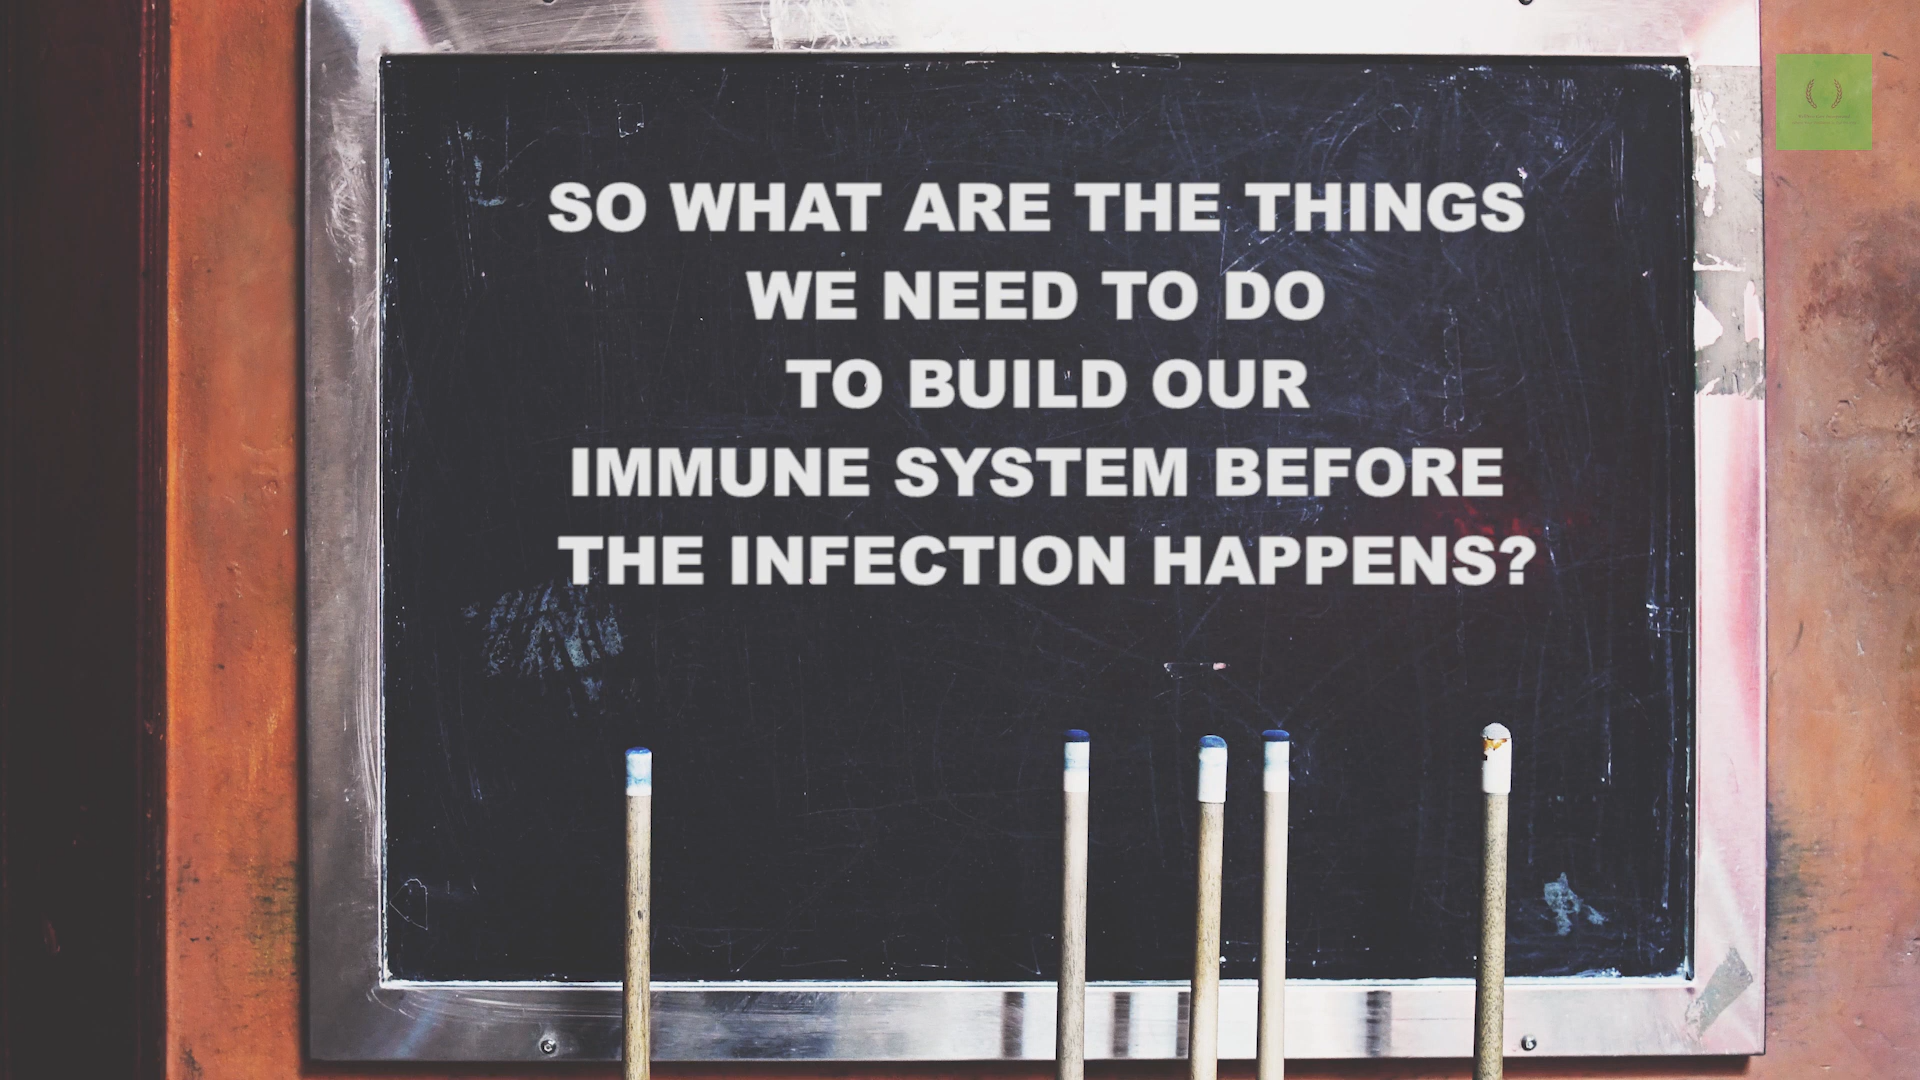 SO WHAT ARE THE THINGS
WE NEED TO DO
TO BUILD OUR
IMMUNE SYSTEM BEFORE
THE INFECTION HAPPENS?